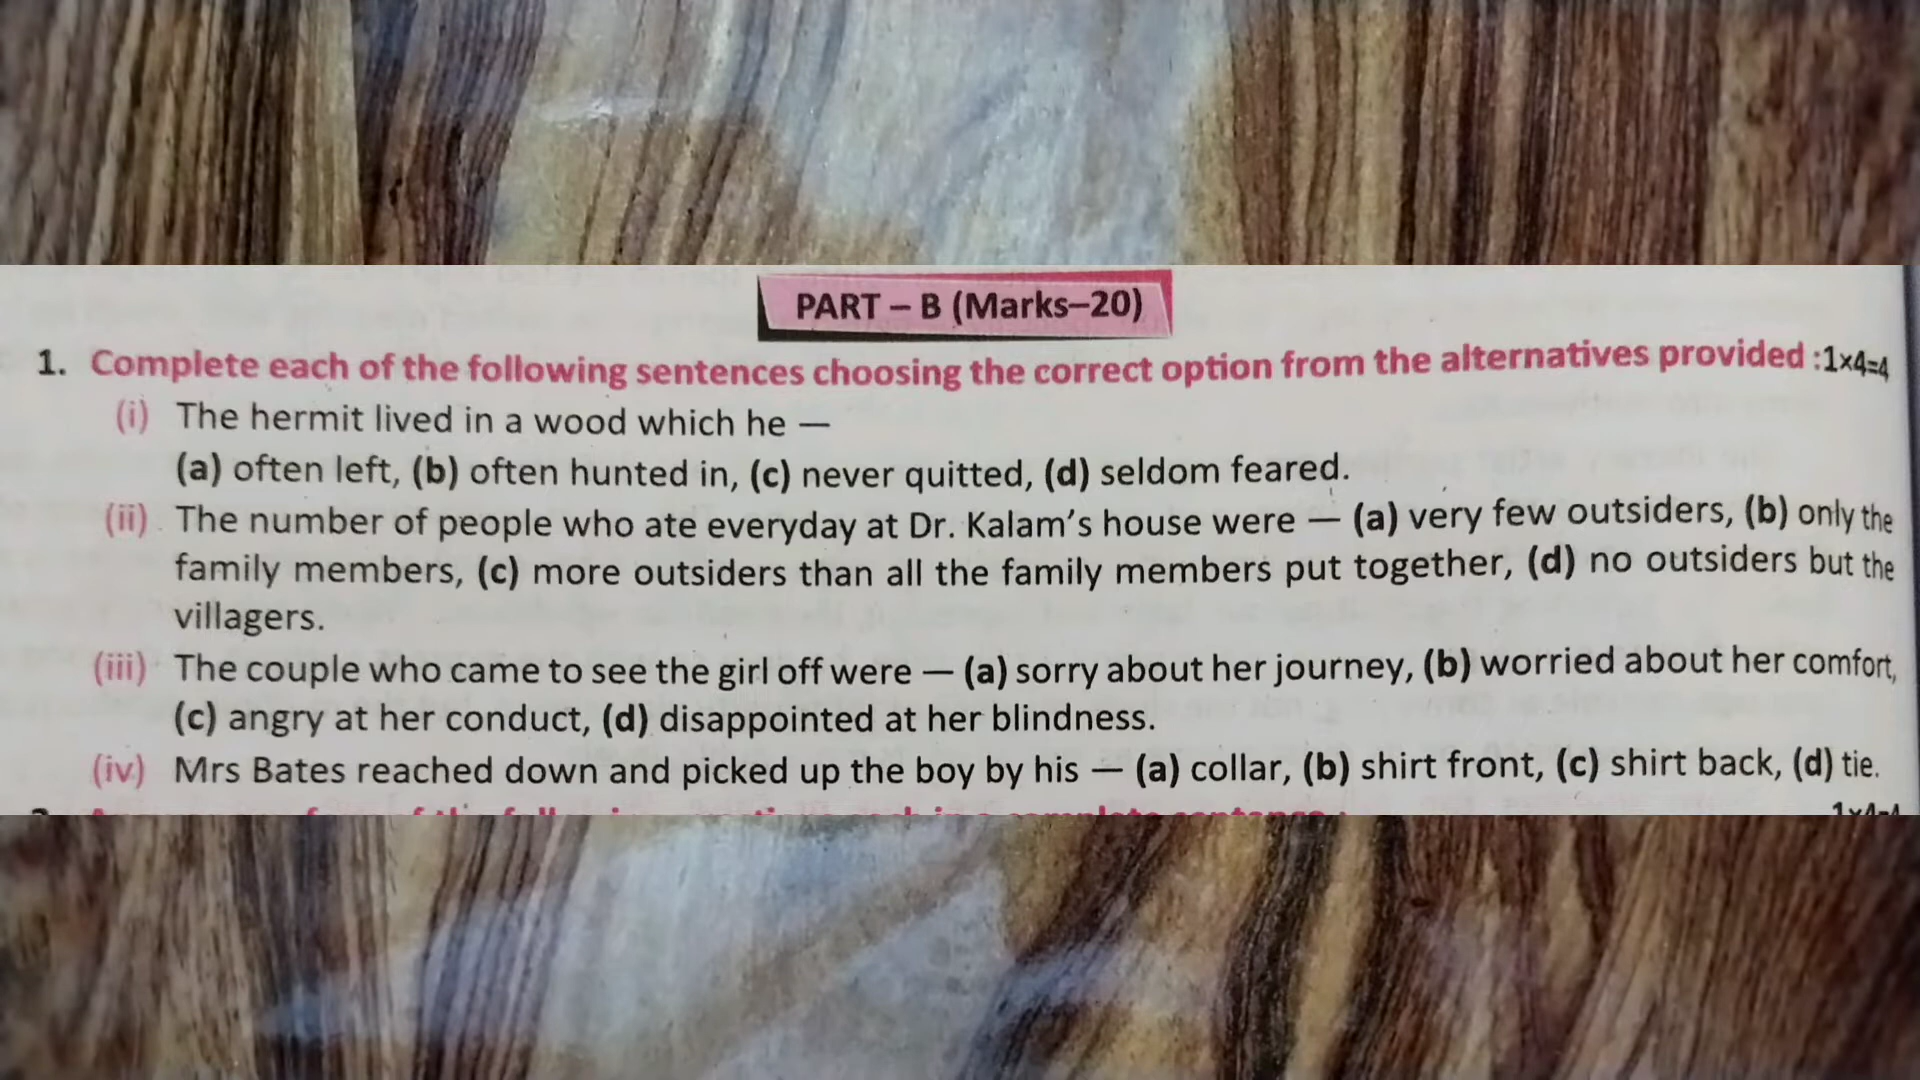 PART – B (Marks–20)
1. Complete each of the following sentences choosing the correct option from the alternatives provided :1×4=4
(i) The hermit lived in a wood which he —
(a) often left, (b) often hunted in, (c) never quitted, (d) seldom feared.
(ii) The number of people who ate everyday at Dr. Kalam's house were — (a) very few outsiders, (b) only the
family members, (c) more outsiders than all the family members put together, (d) no outsiders but the
villagers.
(iii) The couple who came to see the girl off were — (a) sorry about her journey, (b) worried about her comfort,
(c) angry at her conduct, (d) disappointed at her blindness.
(iv) Mrs Bates reached down and picked up the boy by his — (a) collar, (b) shirt front, (c) shirt back, (d) tie.